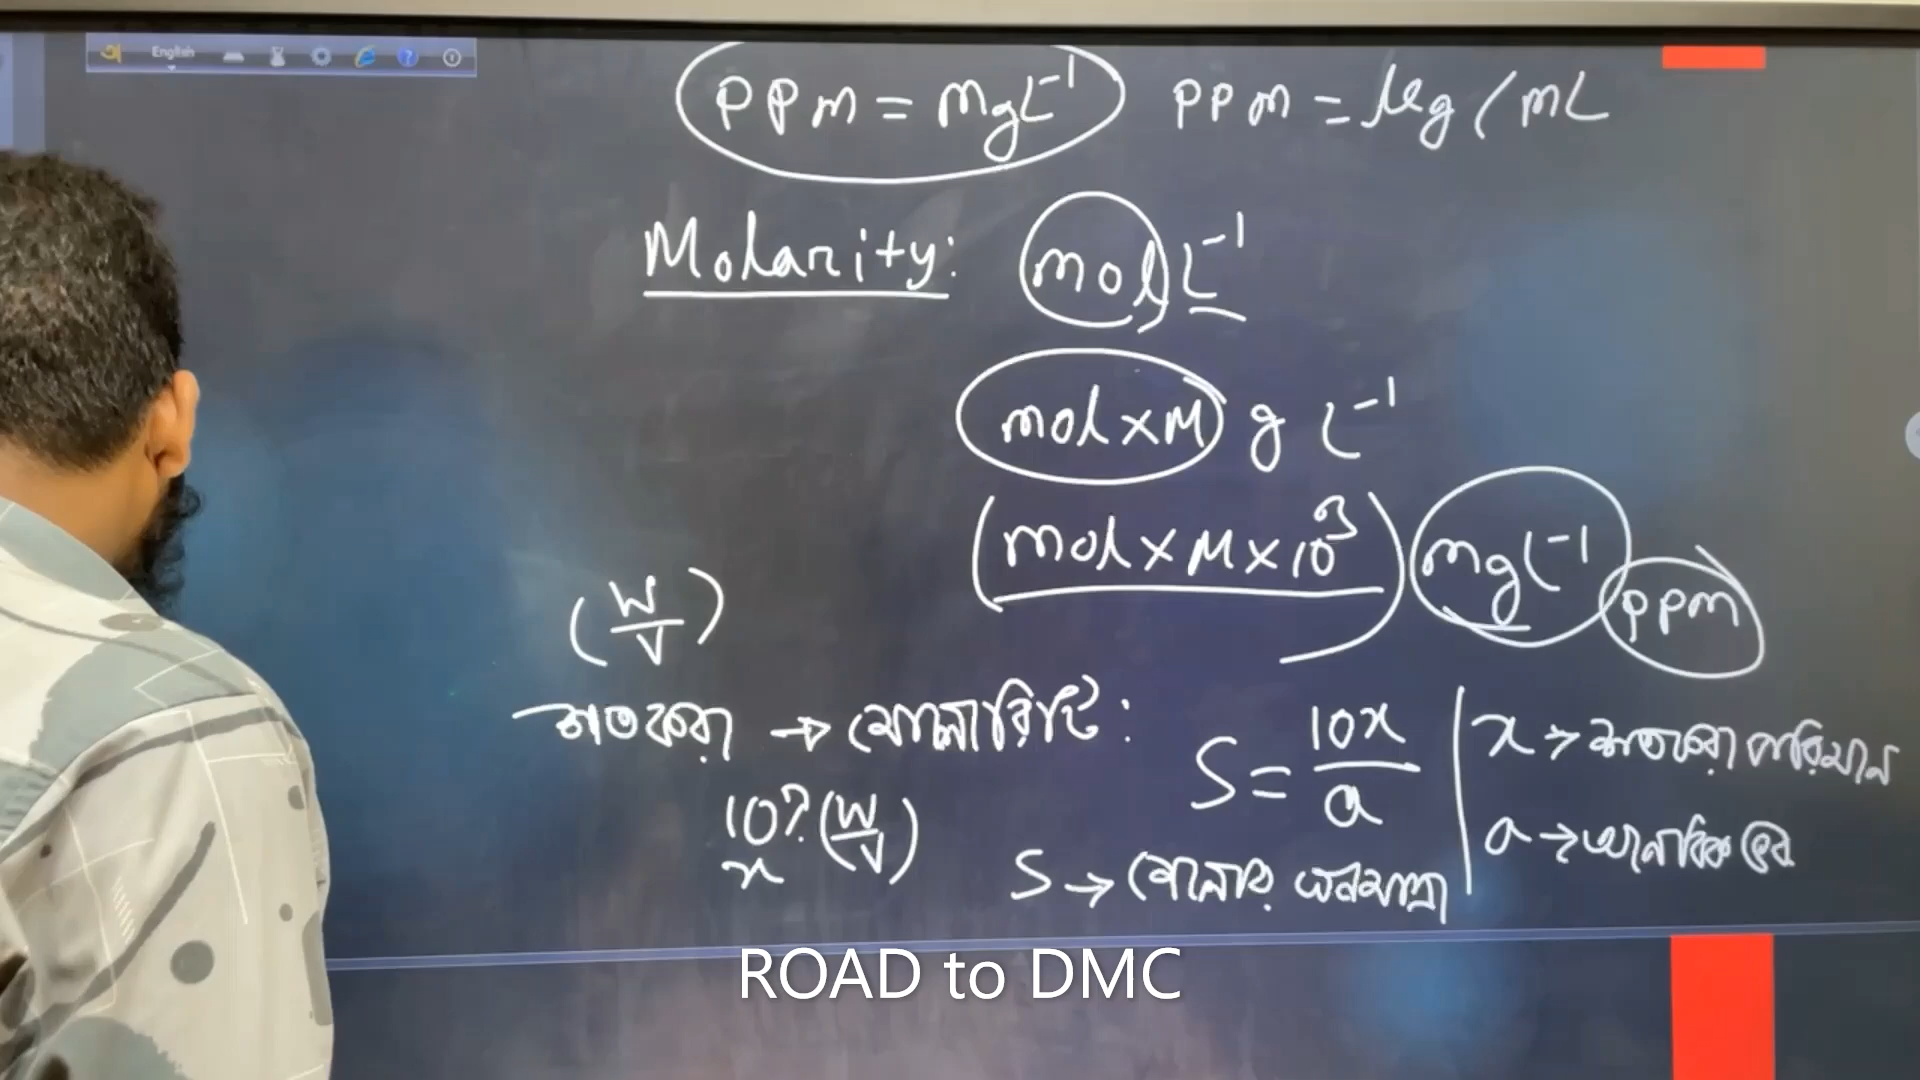 English
PPm = mgL⁻¹ PPm = μg / mL
Molarity: mol L⁻¹
mol×M g L⁻¹
(mol×M×10³) mgL⁻¹ ppm
(W/V)
শতকরা → মোলারিটি: S = 10x/a | x → শতকরা পরিমান
10? (W/V) a → আনবিক ভর
x S → মোলার ঘনমাত্রা
ROAD to DMC